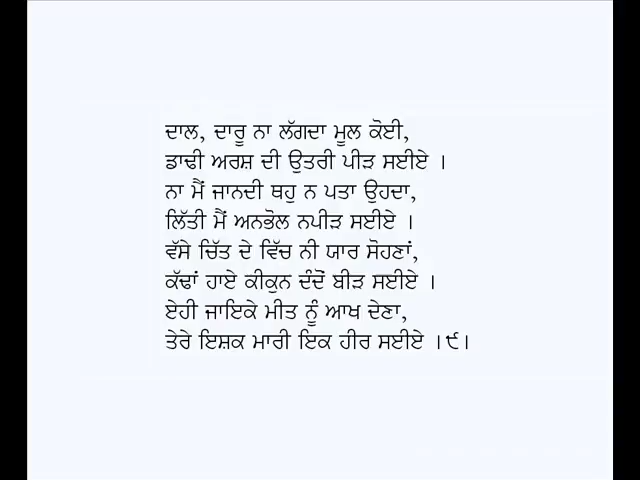 ਦਾਲ, ਦਾਰੂ ਨਾ ਲੱਗਦਾ ਮੂਲ ਕੋਈ,
ਡਾਢੀ ਅਰਸ਼ ਦੀ ਉਤਰੀ ਪੀੜ ਸਈਏ ।
ਨਾ ਮੈਂ ਜਾਨਦੀ ਥਹੁ ਨ ਪਤਾ ਉਹਦਾ,
ਲਿੱਤੀ ਮੈਂ ਅਨਭੋਲ ਨਪੀੜ ਸਈਏ ।
ਵੱਸੇ ਚਿੱਤ ਦੇ ਵਿੱਚ ਨੀ ਯਾਰ ਸੋਹਣਾਂ,
ਕੱਢਾਂ ਹਾਏ ਕੀਕੁਨ ਦੰਦੋਂ ਬੀੜ ਸਈਏ ।
ਏਹੀ ਜਾਇਕੇ ਮੀਤ ਨੂੰ ਆਖ ਦੇਣਾ,
ਤੇਰੇ ਇਸ਼ਕ ਮਾਰੀ ਇਕ ਹੀਰ ਸਈਏ ।੯।